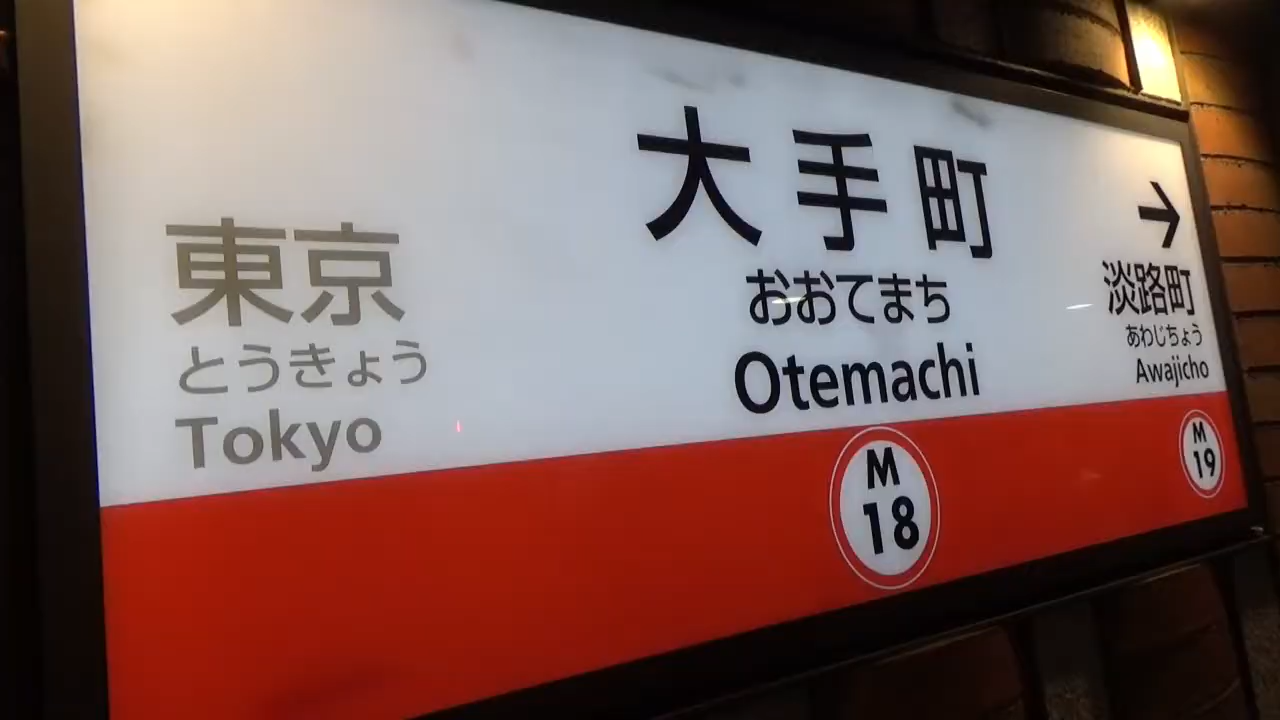 東京
とうきょう
Tokyo
大手町
おおてまち
Otemachi
M
18
→
淡路町
あわじちょう
Awajicho
M
19